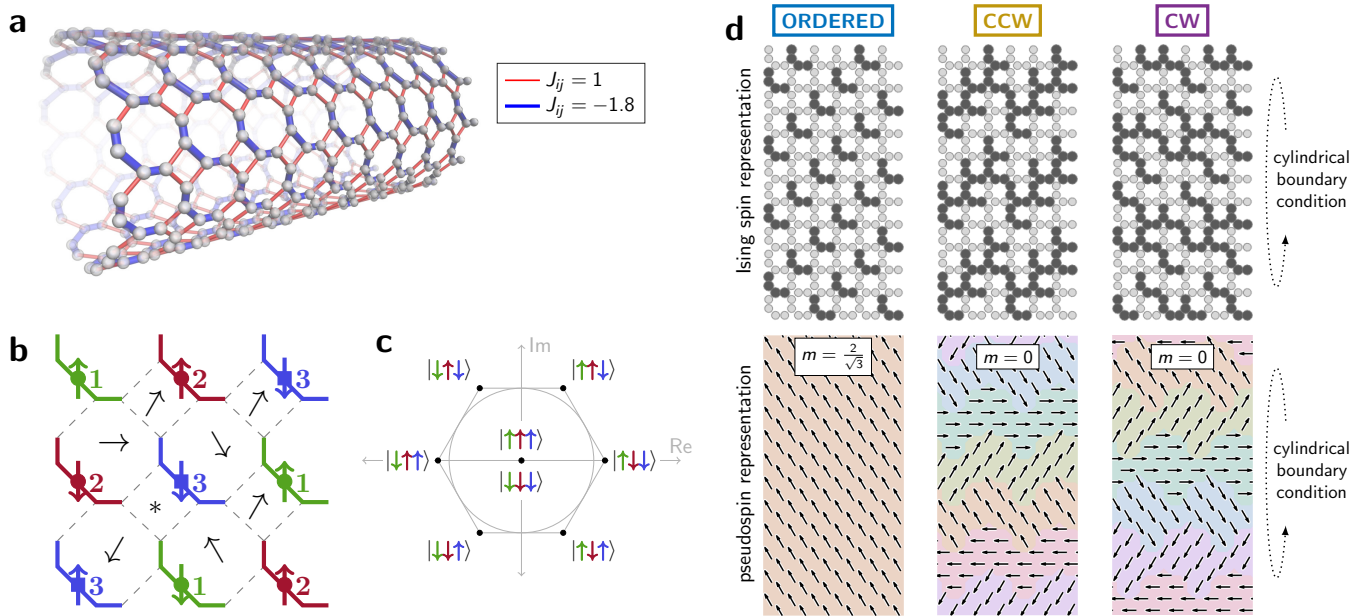 a
J_ij = 1
J_ij = −1.8
b
1
2
3
2
3
1
*
3
1
2
c
Im
Re
|↓↑↓⟩
|↑↑↓⟩
|↑↑↑⟩
|↓↑↑⟩
|↑↓↓⟩
|↓↓↓⟩
|↓↓↑⟩
|↑↓↑⟩
d
ORDERED
CCW
CW
Ising spin representation
cylindrical
boundary
condition
pseudospin representation
m = 2/√3
m = 0
m = 0
cylindrical
boundary
condition